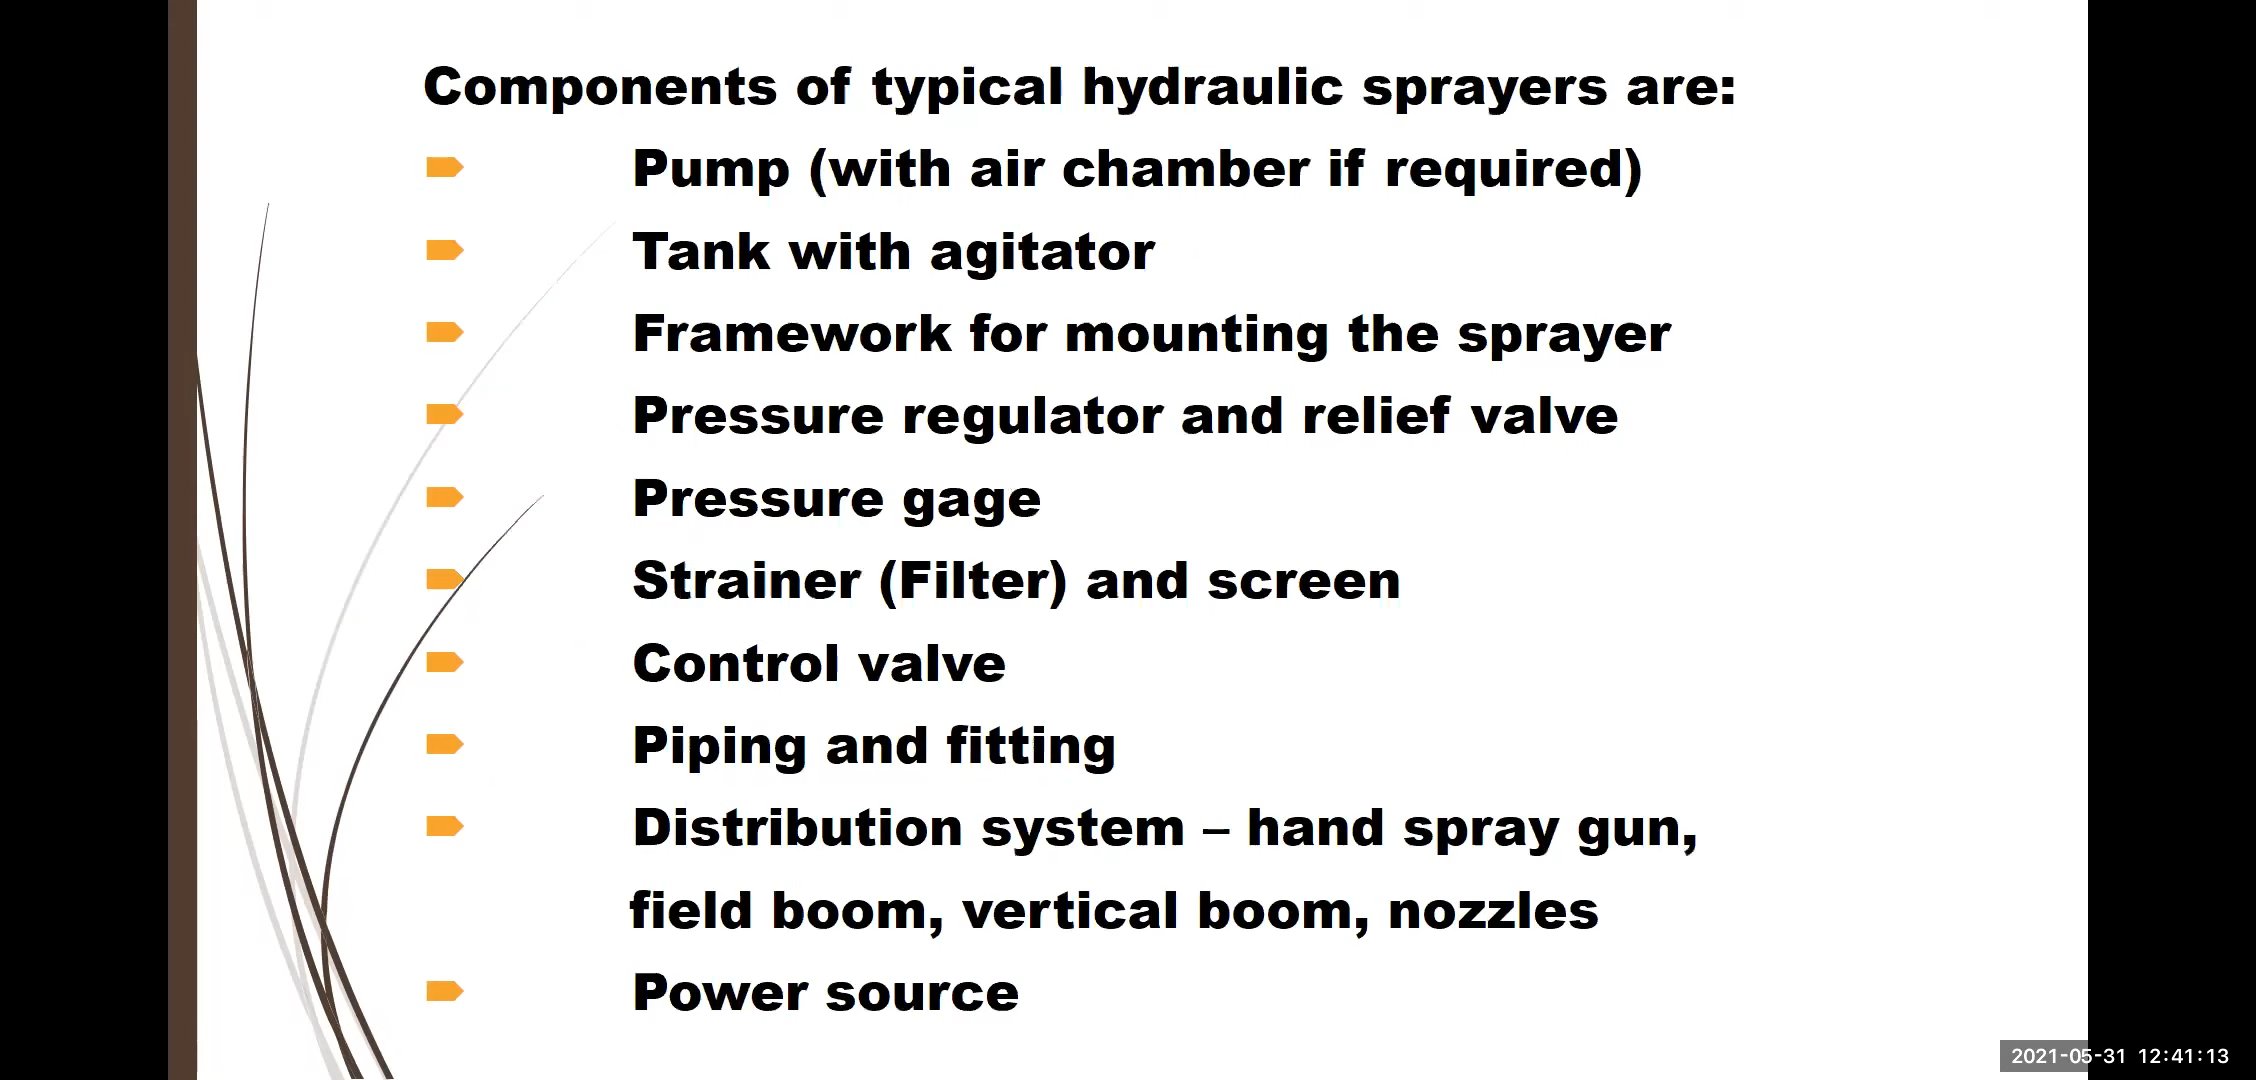 Components of typical hydraulic sprayers are:
Pump (with air chamber if required)
Tank with agitator
Framework for mounting the sprayer
Pressure regulator and relief valve
Pressure gage
Strainer (Filter) and screen
Control valve
Piping and fitting
Distribution system – hand spray gun,
field boom, vertical boom, nozzles
Power source
2021-05-31 12:41:13